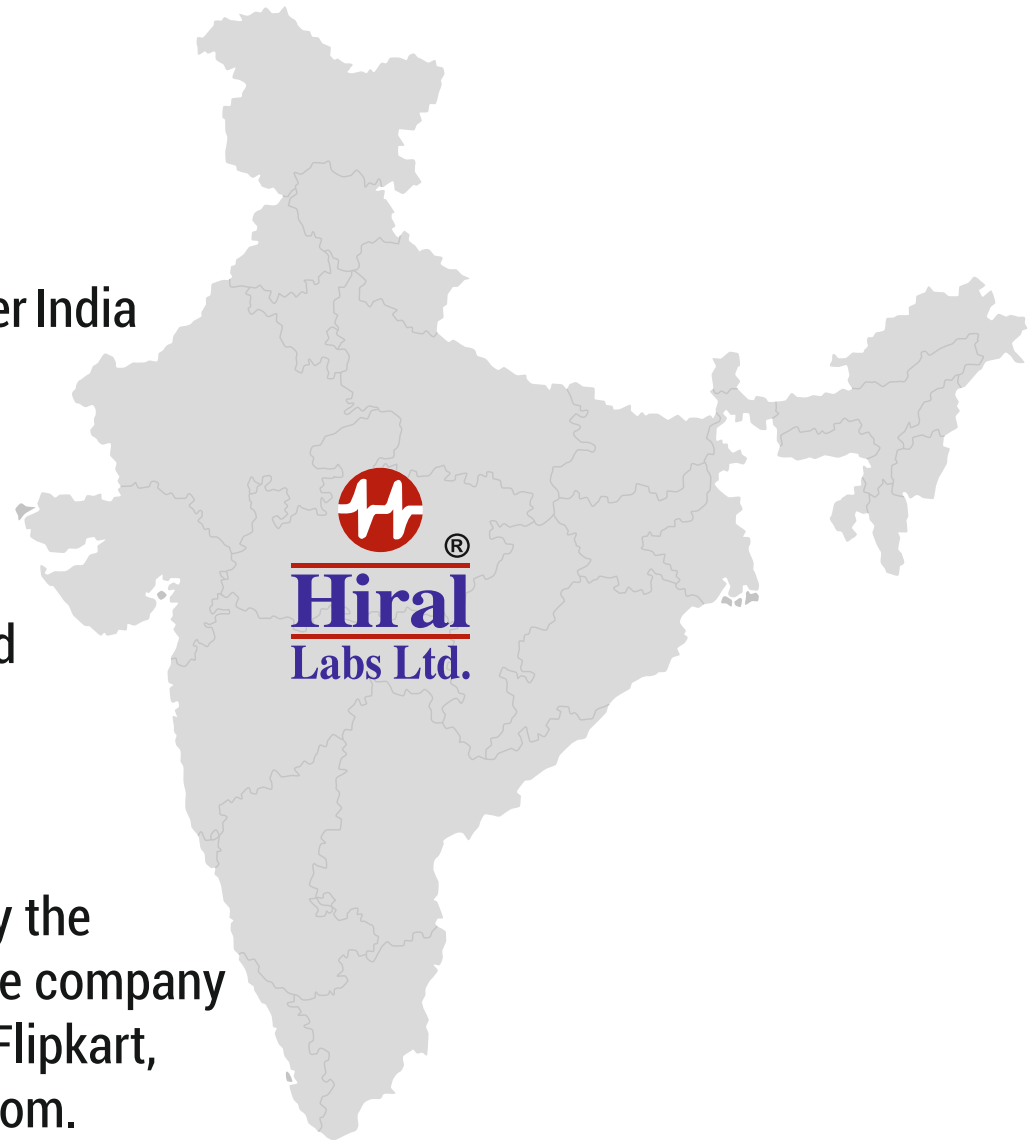 er India
®
Hiral
Labs Ltd.
d
y the
e company
Flipkart,
om.